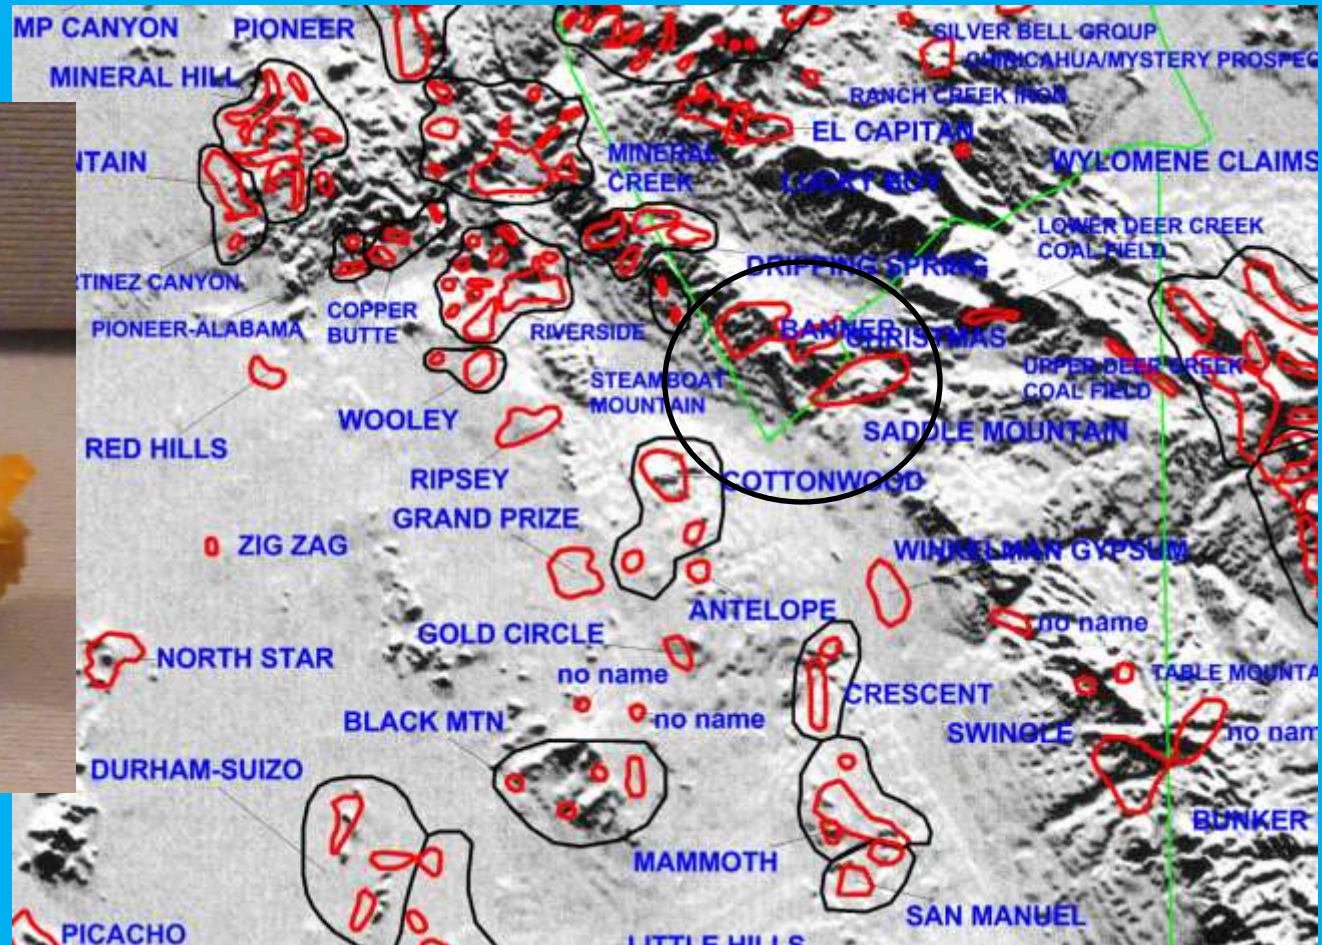 MP CANYON
PIONEER
SILVER BELL GROUP
CHIRICAHUA/MYSTERY PROSPEC
MINERAL HILL
RANCH CREEK IRON
EL CAPITAN
NTAIN
MINERAL
CREEK
WYLOMENE CLAIMS
LUCKY BOY
LOWER DEER CREEK
COAL FIELD
RTINEZ CANYON
DRIPPING SPRING
COPPER
BUTTE
PIONEER-ALABAMA
RIVERSIDE
BANNER
CHRISTMAS
UPPER DEER CREEK
COAL FIELD
STEAMBOAT
MOUNTAIN
WOOLEY
SADDLE MOUNTAIN
RED HILLS
RIPSEY
COTTONWOOD
GRAND PRIZE
ZIG ZAG
WINKELMAN GYPSUM
ANTELOPE
no name
GOLD CIRCLE
NORTH STAR
no name
TABLE MOUNTA
CRESCENT
BLACK MTN
no name
SWINGLE
no nam
DURHAM-SUIZO
BUNKER
MAMMOTH
SAN MANUEL
PICACHO
LITTLE HILLS